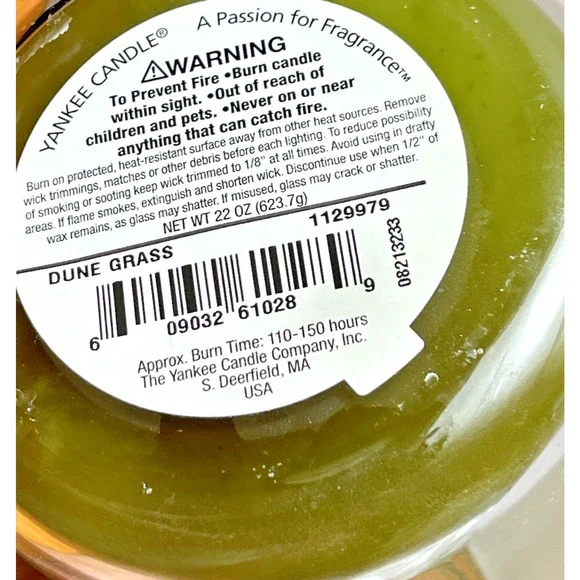 YANKEE CANDLE® A Passion for Fragrance™
⚠WARNING
To Prevent Fire •Burn candle
within sight. •Out of reach of
children and pets. •Never on or near
anything that can catch fire.
Burn on protected, heat-resistant surface away from other heat sources. Remove
wick trimmings, matches or other debris before each lighting. To reduce possibility
of smoking or sooting keep wick trimmed to 1/8" at all times. Avoid using in drafty
areas. If flame smokes, extinguish and shorten wick. Discontinue use when 1/2" of
wax remains, as glass may shatter. If misused, glass may crack or shatter.
NET WT 22 OZ (623.7g)
DUNE GRASS 1129979
6 09032 61028 9
08213233
Approx. Burn Time: 110-150 hours
The Yankee Candle Company, Inc.
S. Deerfield, MA
USA